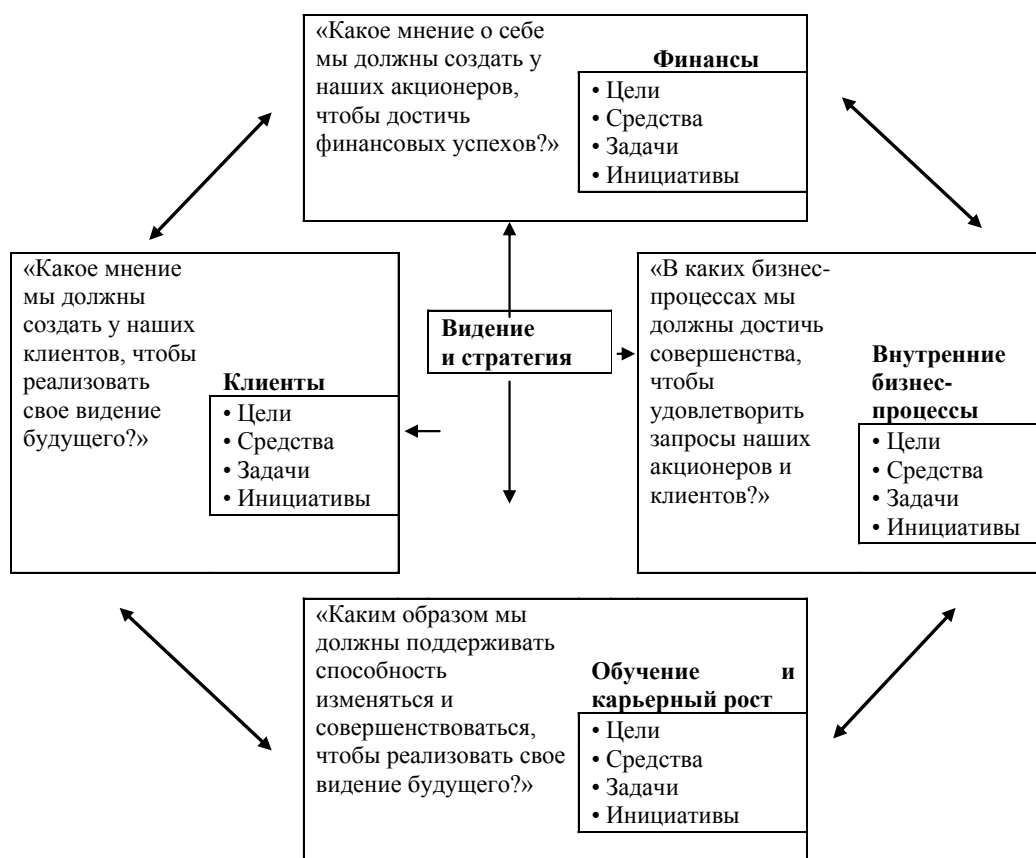 «Какое мнение о себе
мы должны создать у
наших акционеров,
чтобы достичь
финансовых успехов?»
Финансы
• Цели
• Средства
• Задачи
• Инициативы
«Какое мнение
мы должны
создать у наших
клиентов, чтобы
реализовать
свое видение
будущего?»
Клиенты
• Цели
• Средства
• Задачи
• Инициативы
Видение
и стратегия
«В каких бизнес-
процессах мы
должны достичь
совершенства,
чтобы
удовлетворить
запросы наших
акционеров и
клиентов?»
Внутренние
бизнес-
процессы
• Цели
• Средства
• Задачи
• Инициативы
«Каким образом мы
должны поддерживать
способность
изменяться и
совершенствоваться,
чтобы реализовать свое
видение будущего?»
Обучение и
карьерный рост
• Цели
• Средства
• Задачи
• Инициативы